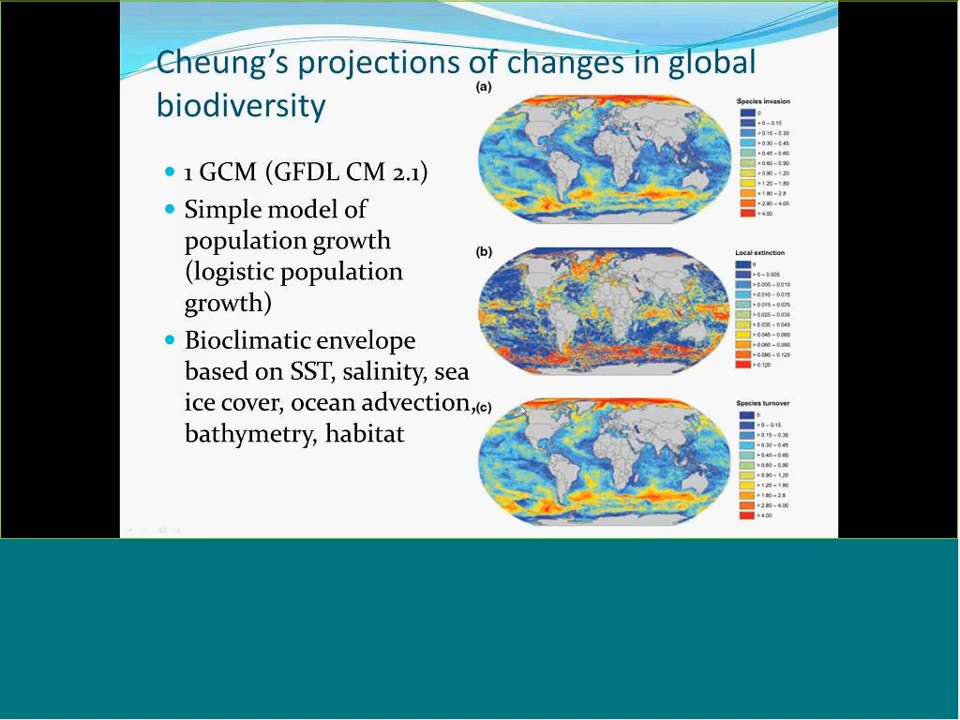 Cheung's projections of changes in global
biodiversity
• 1 GCM (GFDL CM 2.1)
• Simple model of
population growth
(logistic population
growth)
• Bioclimatic envelope
based on SST, salinity, sea
ice cover, ocean advection,
bathymetry, habitat
(a)
Species invasion
0
> 0 – 0.15
> 0.15 – 0.30
> 0.30 – 0.45
> 0.45 – 0.60
> 0.60 – 0.90
> 0.90 – 1.20
> 1.20 – 1.80
> 1.80 – 2.8
> 2.80 – 4.00
> 4.00
(b)
Local extinction
0
> 0 – 0.005
> 0.005 – 0.010
> 0.010 – 0.015
> 0.015 – 0.025
> 0.025 – 0.035
> 0.035 – 0.045
> 0.045 – 0.060
> 0.060 – 0.080
> 0.080 – 0.120
> 0.120
(c)
Species turnover
0
> 0 – 0.15
> 0.15 – 0.30
> 0.30 – 0.45
> 0.45 – 0.60
> 0.60 – 0.90
> 0.90 – 1.20
> 1.20 – 1.80
> 1.80 – 2.8
> 2.80 – 4.00
> 4.00